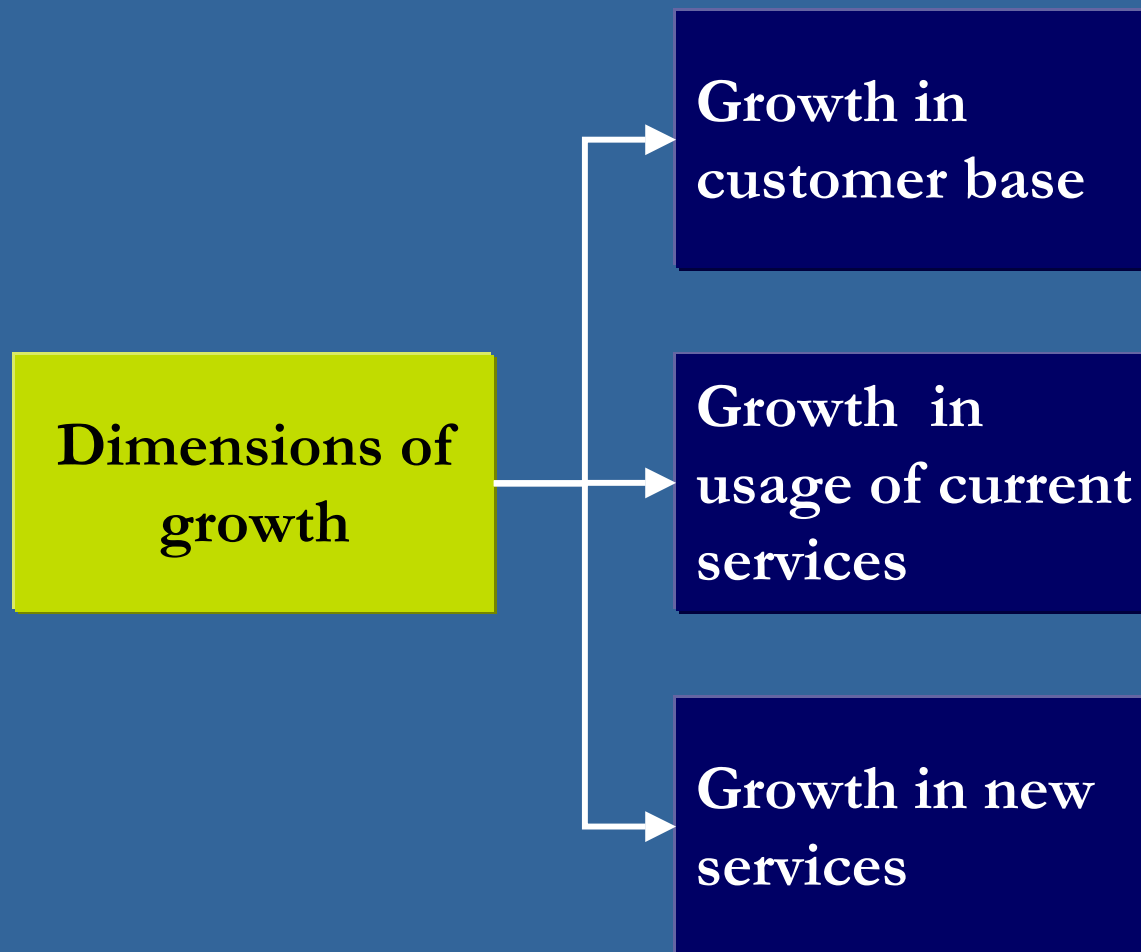 Dimensions of
growth
Growth in
customer base
Growth  in
usage of current
services
Growth in new
services